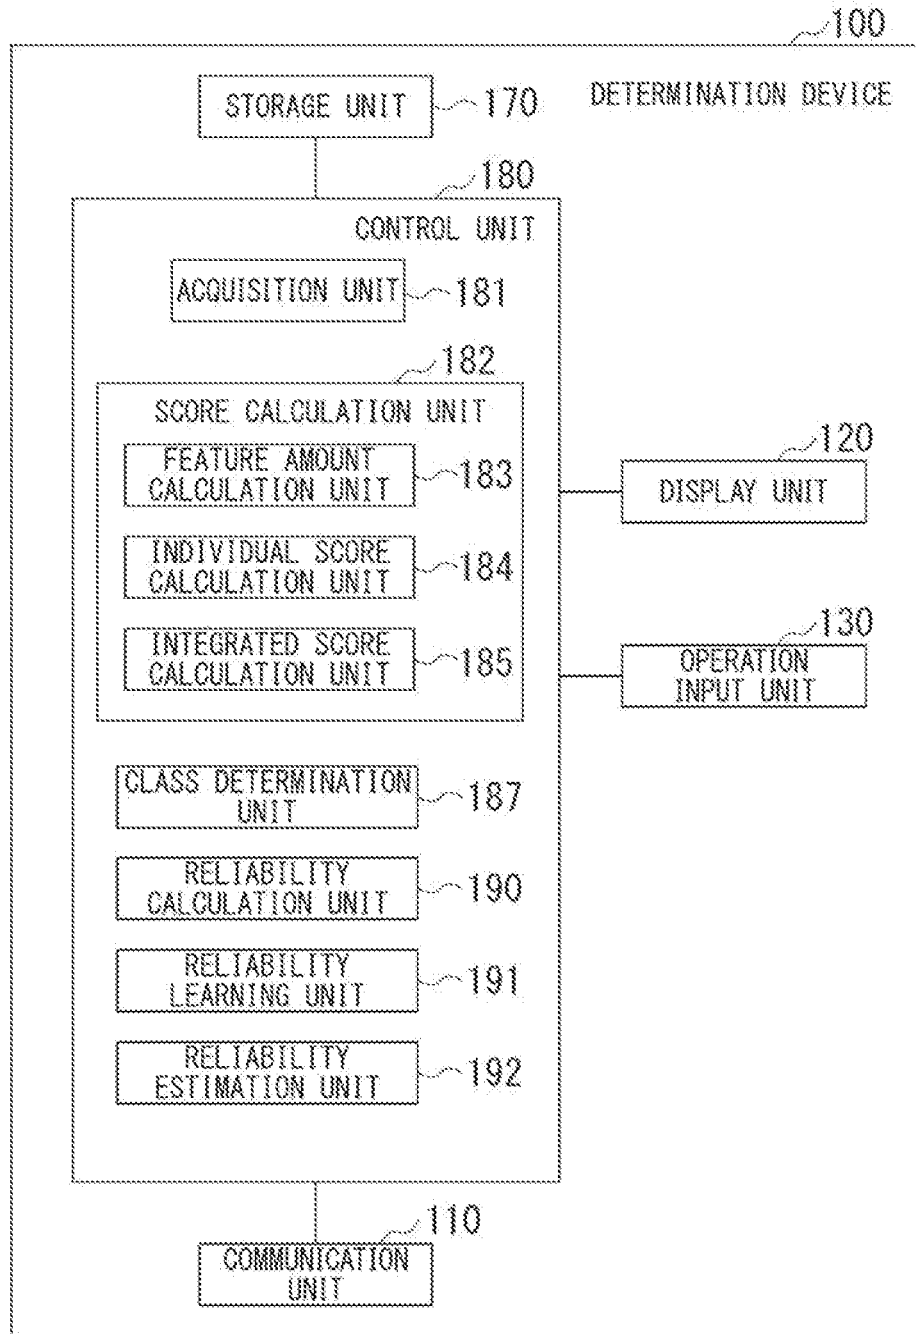 100
DETERMINATION DEVICE
STORAGE UNIT
170
180
CONTROL UNIT
ACQUISITION UNIT
181
182
SCORE CALCULATION UNIT
FEATURE AMOUNT
CALCULATION UNIT
183
INDIVIDUAL SCORE
CALCULATION UNIT
184
INTEGRATED SCORE
CALCULATION UNIT
185
120
DISPLAY UNIT
130
OPERATION
INPUT UNIT
CLASS DETERMINATION
UNIT
187
RELIABILITY
CALCULATION UNIT
190
RELIABILITY
LEARNING UNIT
191
RELIABILITY
ESTIMATION UNIT
192
110
COMMUNICATION
UNIT